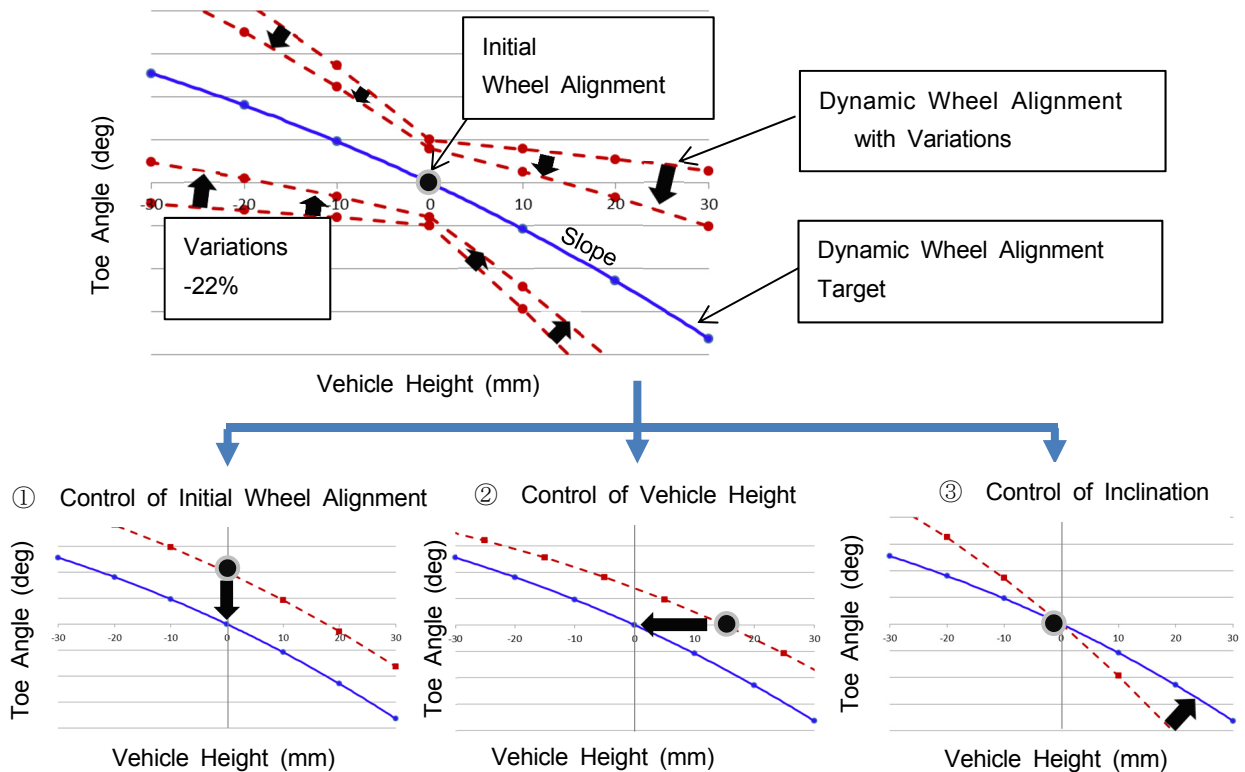 Initial
Wheel Alignment
Dynamic Wheel Alignment
with Variations
Toe Angle (deg)
-30 -20 -10 0 10 20 30
Variations
-22%
Slope
Dynamic Wheel Alignment
Target
Vehicle Height (mm)
① Control of Initial Wheel Alignment
Toe Angle (deg)
-30 -20 -10 0 10 20 30
Vehicle Height (mm)
② Control of Vehicle Height
Toe Angle (deg)
-30 -20 -10 0 10 20 30
Vehicle Height (mm)
③ Control of Inclination
Toe Angle (deg)
-30 -20 -10 0 10 20 30
Vehicle Height (mm)